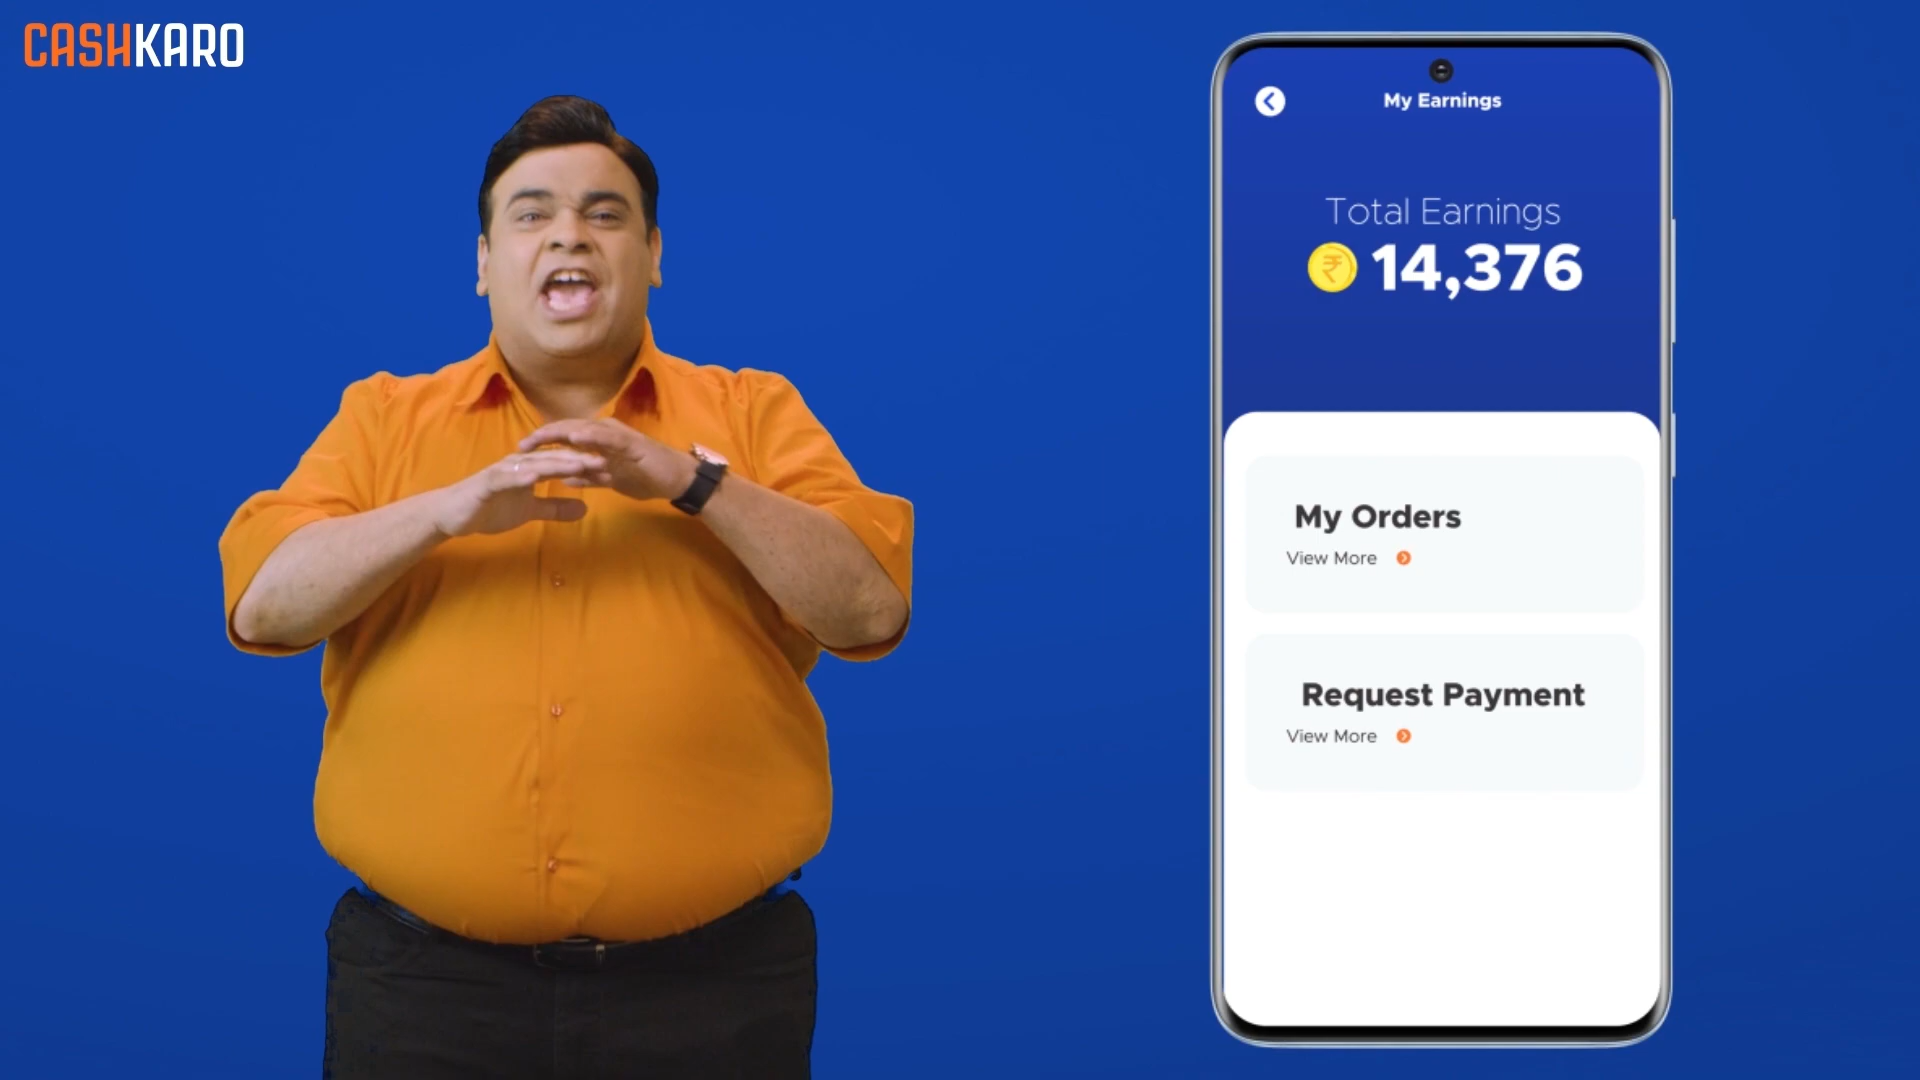 CASHKARO
My Earnings
Total Earnings
₹ 14,376
My Orders
View More
Request Payment
View More